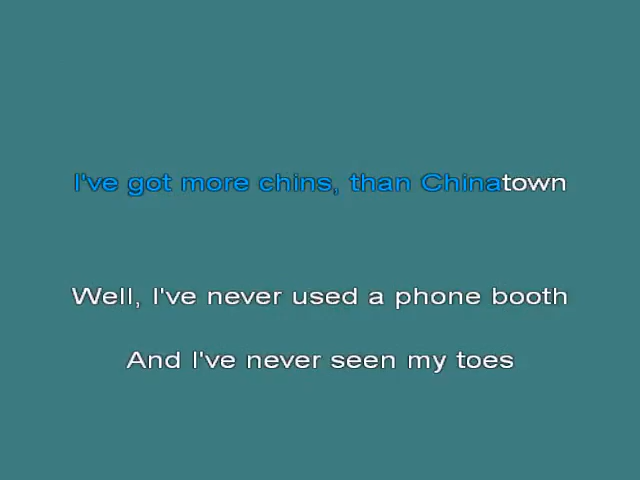 I've got more chins, than Chinatown
Well, I've never used a phone booth
And I've never seen my toes